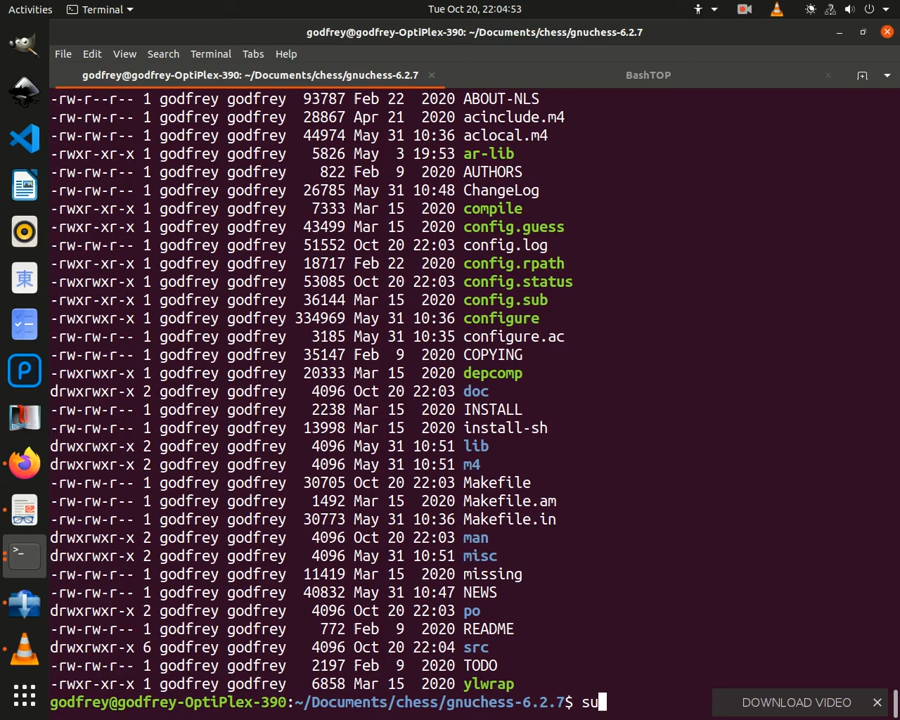 Activities Terminal Tue Oct 20, 22:04:53
godfrey@godfrey-OptiPlex-390: ~/Documents/chess/gnuchess-6.2.7
File Edit View Search Terminal Tabs Help
godfrey@godfrey-OptiPlex-390: ~/Documents/chess/gnuchess-6.2.7 × BashTOP ×
-rw-r--r-- 1 godfrey godfrey 93787 Feb 22 2020 ABOUT-NLS
-rw-rw-r-- 1 godfrey godfrey 28867 Apr 21 2020 acinclude.m4
-rw-rw-r-- 1 godfrey godfrey 44974 May 31 10:36 aclocal.m4
-rwxr-xr-x 1 godfrey godfrey 5826 May 3 19:53 ar-lib
-rw-rw-r-- 1 godfrey godfrey 822 Feb 9 2020 AUTHORS
-rw-rw-r-- 1 godfrey godfrey 26785 May 31 10:48 ChangeLog
-rwxr-xr-x 1 godfrey godfrey 7333 Mar 15 2020 compile
-rwxr-xr-x 1 godfrey godfrey 43499 Mar 15 2020 config.guess
-rw-rw-r-- 1 godfrey godfrey 51552 Oct 20 22:03 config.log
-rwxr-xr-x 1 godfrey godfrey 18717 Feb 22 2020 config.rpath
-rwxrwxr-x 1 godfrey godfrey 53085 Oct 20 22:03 config.status
-rwxr-xr-x 1 godfrey godfrey 36144 Mar 15 2020 config.sub
-rwxrwxr-x 1 godfrey godfrey 334969 May 31 10:36 configure
-rw-rw-r-- 1 godfrey godfrey 3185 May 31 10:35 configure.ac
-rw-rw-r-- 1 godfrey godfrey 35147 Feb 9 2020 COPYING
-rwxr-xr-x 1 godfrey godfrey 20333 Mar 15 2020 depcomp
drwxrwxr-x 2 godfrey godfrey 4096 Oct 20 22:03 doc
-rw-rw-r-- 1 godfrey godfrey 2238 Mar 15 2020 INSTALL
-rw-rw-r-- 1 godfrey godfrey 13998 Mar 15 2020 install-sh
drwxrwxr-x 2 godfrey godfrey 4096 May 31 10:51 lib
drwxrwxr-x 2 godfrey godfrey 4096 May 31 10:51 m4
-rw-rw-r-- 1 godfrey godfrey 30705 Oct 20 22:03 Makefile
-rw-rw-r-- 1 godfrey godfrey 1492 Mar 15 2020 Makefile.am
-rw-rw-r-- 1 godfrey godfrey 30773 May 31 10:36 Makefile.in
drwxrwxr-x 2 godfrey godfrey 4096 Oct 20 22:03 man
drwxrwxr-x 2 godfrey godfrey 4096 May 31 10:51 misc
-rw-rw-r-- 1 godfrey godfrey 11419 Mar 15 2020 missing
-rw-rw-r-- 1 godfrey godfrey 40832 May 31 10:47 NEWS
drwxrwxr-x 2 godfrey godfrey 4096 Oct 20 22:03 po
-rw-rw-r-- 1 godfrey godfrey 772 Feb 9 2020 README
drwxrwxr-x 6 godfrey godfrey 4096 Oct 20 22:04 src
-rw-rw-r-- 1 godfrey godfrey 2197 Feb 9 2020 TODO
-rwxr-xr-x 1 godfrey godfrey 6858 Mar 15 2020 ylwrap
godfrey@godfrey-OptiPlex-390:~/Documents/chess/gnuchess-6.2.7$ su
DOWNLOAD VIDEO ×
東